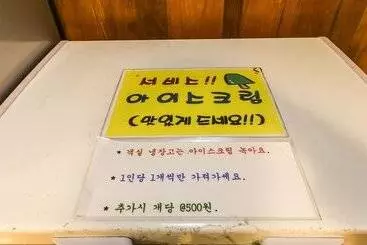 서비스!!
아이스크림
(맛있게 드세요!!)
* 객실 냉장고는 아이스크림 녹아요.
* 1인당 1개씩만 가져가세요.
* 추가시 개당 @500원.